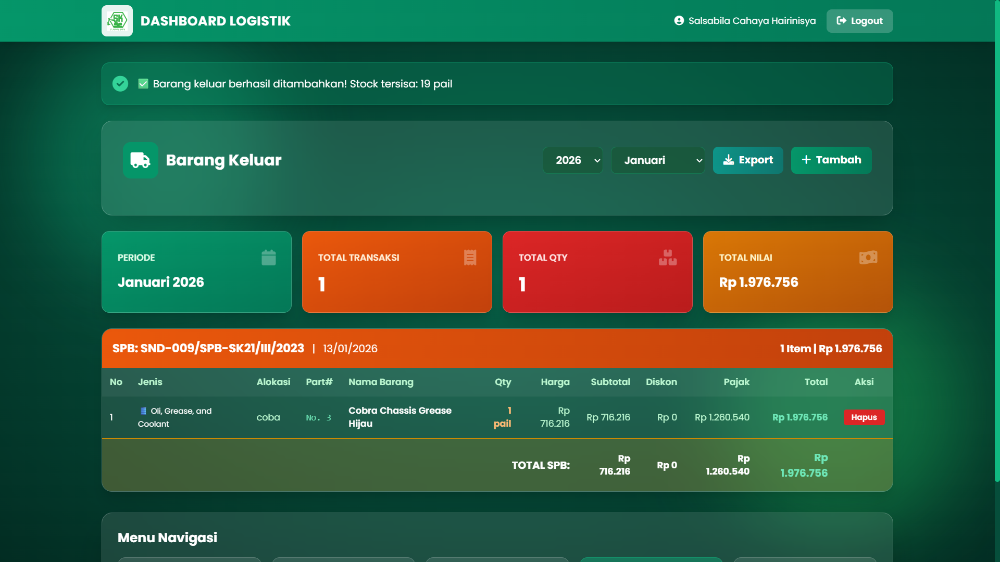 SK
DASHBOARD LOGISTIK
Salsabila Cahaya Hairinisya
Logout
✅ Barang keluar berhasil ditambahkan! Stock tersisa: 19 pail
Barang Keluar
2026
Januari
Export
Tambah
PERIODE
Januari 2026
TOTAL TRANSAKSI
1
TOTAL QTY
1
TOTAL NILAI
Rp 1.976.756
SPB: SND-009/SPB-SK21/III/2023 | 13/01/2026
1 Item | Rp 1.976.756
No Jenis Alokasi Part# Nama Barang Qty Harga Subtotal Diskon Pajak Total Aksi
1
Oli, Grease, and
Coolant
coba
No. 3
Cobra Chassis Grease
Hijau
1
pail
Rp
716.216
Rp 716.216
Rp 0
Rp 1.260.540
Rp 1.976.756
Hapus
TOTAL SPB:
Rp
716.216
Rp 0
Rp
1.260.540
Rp
1.976.756
Menu Navigasi